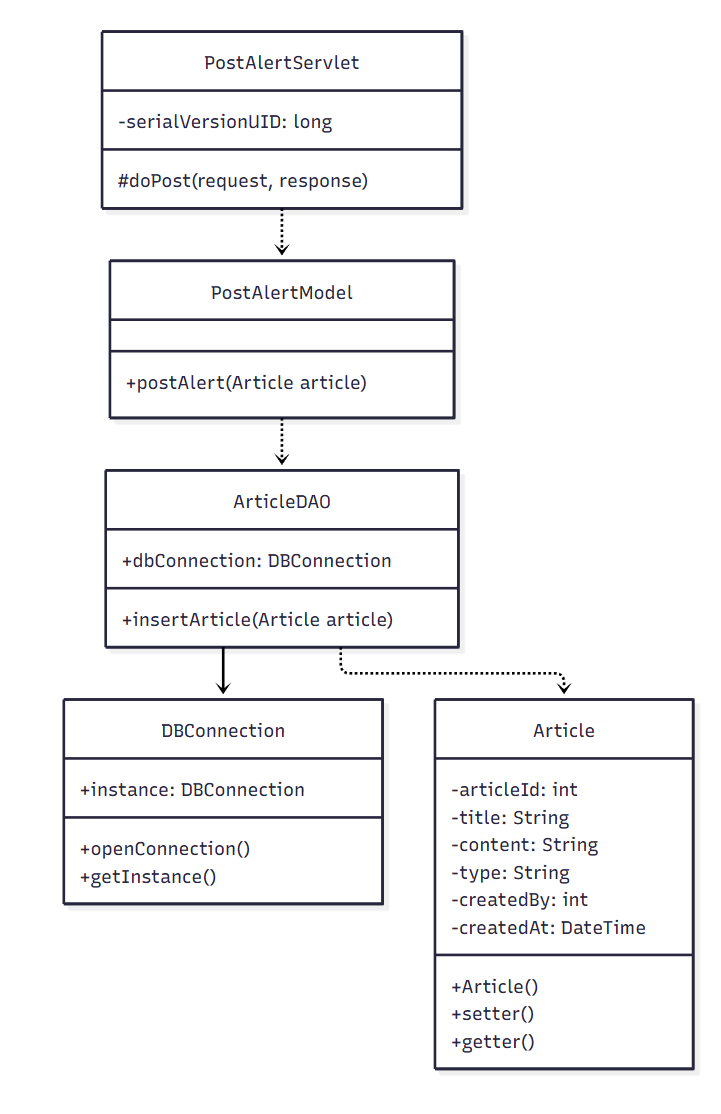 PostAlertServlet
-serialVersionUID: long
#doPost(request, response)
PostAlertModel
+postAlert(Article article)
ArticleDAO
+dbConnection: DBConnection
+insertArticle(Article article)
DBConnection
+instance: DBConnection
+openConnection()
+getInstance()
Article
-articleId: int
-title: String
-content: String
-type: String
-createdBy: int
-createdAt: DateTime
+Article()
+setter()
+getter()